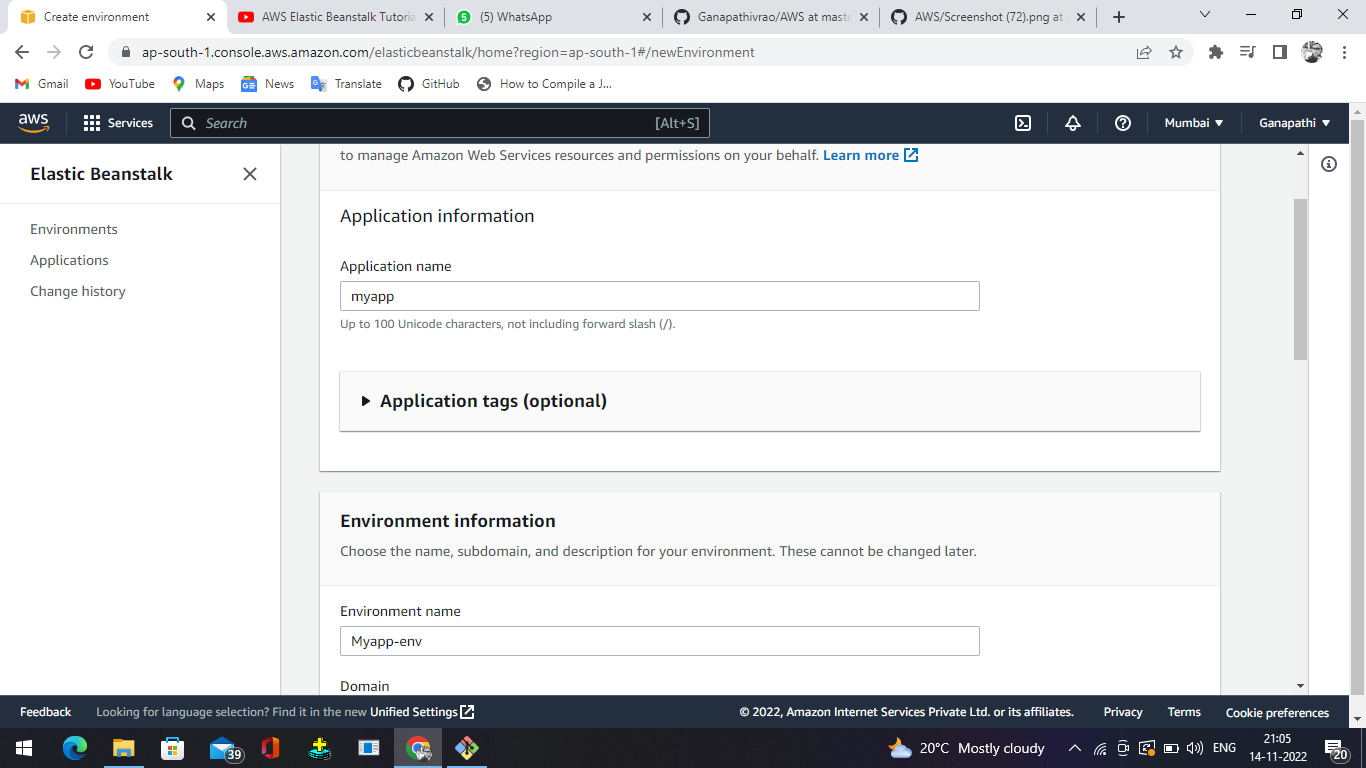 Create environment
AWS Elastic Beanstalk Tutoria
(5) WhatsApp
Ganapathivrao/AWS at maste
AWS/Screenshot (72).png at
ap-south-1.console.aws.amazon.com/elasticbeanstalk/home?region=ap-south-1#/newEnvironment
Gmail
YouTube
Maps
News
Translate
GitHub
How to Compile a J...
aws
Services
Search
[Alt+S]
Mumbai
Ganapathi
Elastic Beanstalk
Environments
Applications
Change history
to manage Amazon Web Services resources and permissions on your behalf. Learn more
Application information
Application name
myapp
Up to 100 Unicode characters, not including forward slash (/).
Application tags (optional)
Environment information
Choose the name, subdomain, and description for your environment. These cannot be changed later.
Environment name
Myapp-env
Domain
Feedback
Looking for language selection? Find it in the new Unified Settings
© 2022, Amazon Internet Services Private Ltd. or its affiliates.
Privacy
Terms
Cookie preferences
39
20°C Mostly cloudy
ENG
21:05
14-11-2022
20